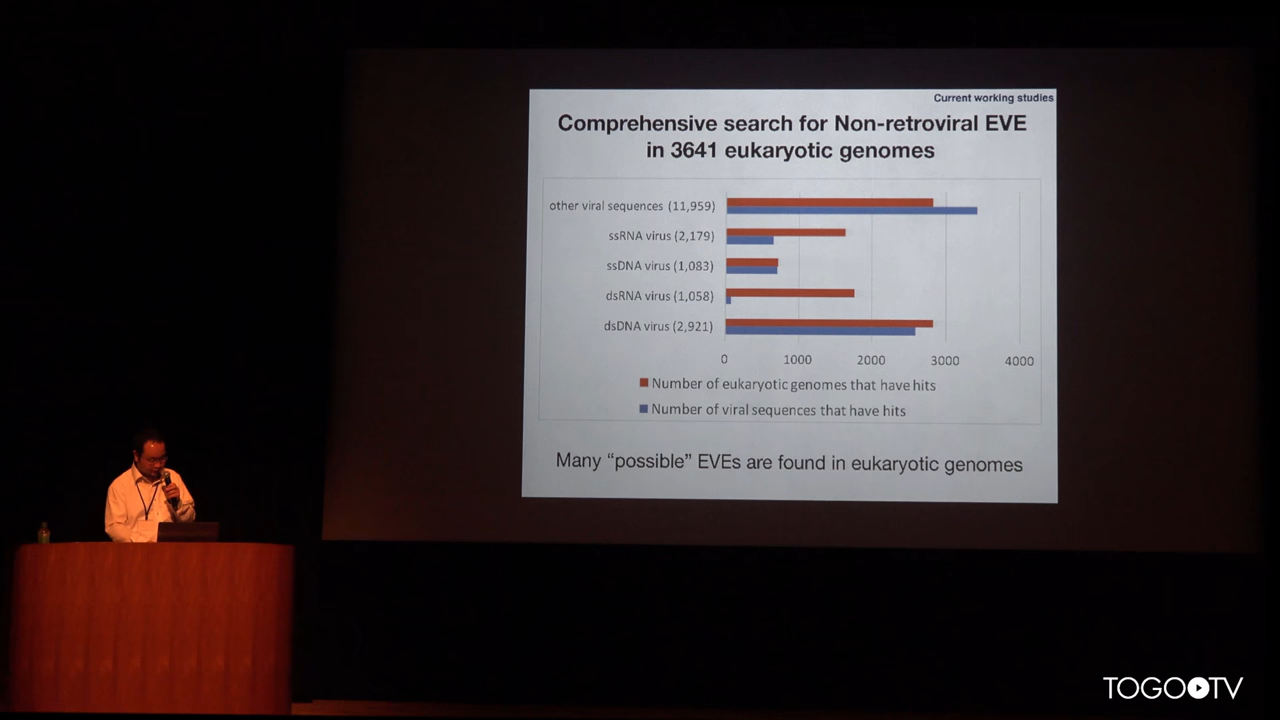 Current working studies
Comprehensive search for Non-retroviral EVE
in 3641 eukaryotic genomes
other viral sequences (11,959)
ssRNA virus (2,179)
ssDNA virus (1,083)
dsRNA virus (1,058)
dsDNA virus (2,921)
0 1000 2000 3000 4000
Number of eukaryotic genomes that have hits
Number of viral sequences that have hits
Many “possible” EVEs are found in eukaryotic genomes
TOGO TV